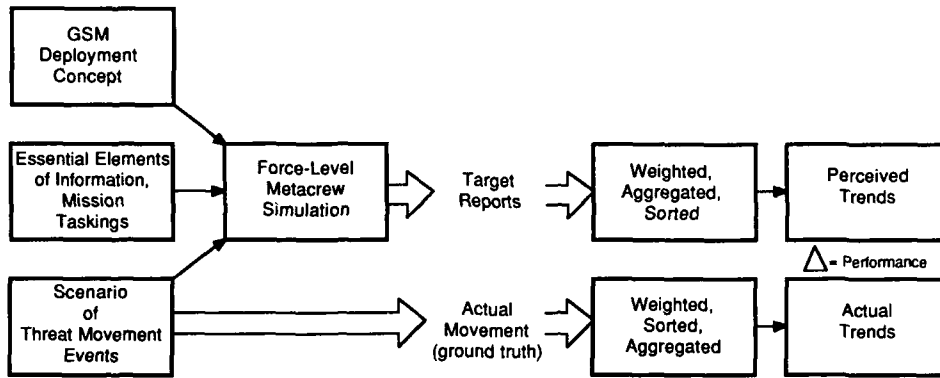 GSM
Deployment
Concept
Essential Elements
of Information,
Mission
Taskings
Force-Level
Metacrew
Simulation
Target
Reports
Weighted,
Aggregated,
Sorted
Perceived
Trends
Δ = Performance
Scenario
of
Threat Movement
Events
Actual
Movement
(ground truth)
Weighted,
Sorted,
Aggregated
Actual
Trends